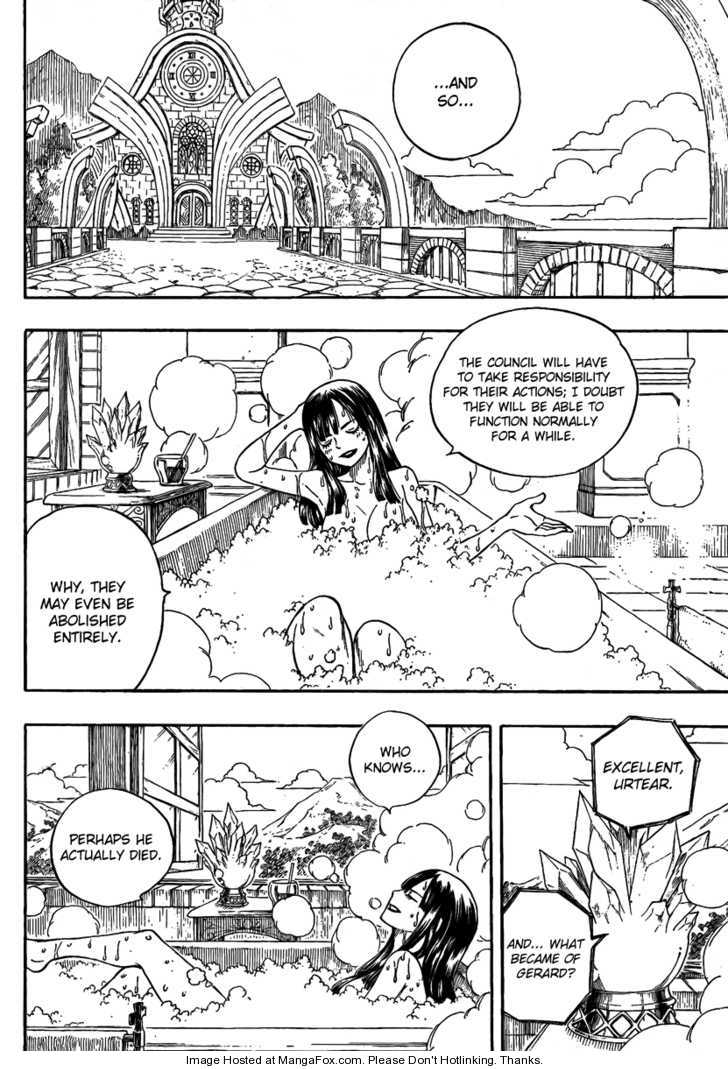 ...AND
SO...
THE COUNCIL WILL HAVE
TO TAKE RESPONSIBILITY
FOR THEIR ACTIONS; I DOUBT
THEY WILL BE ABLE TO
FUNCTION NORMALLY
FOR A WHILE.
WHY, THEY
MAY EVEN BE
ABOLISHED
ENTIRELY.
EXCELLENT,
URTEAR.
AND... WHAT
BECAME OF
GERARD?
WHO
KNOWS...
PERHAPS HE
ACTUALLY DIED.
Image Hosted at MangaFox.com. Please Don't Hotlinking. Thanks.